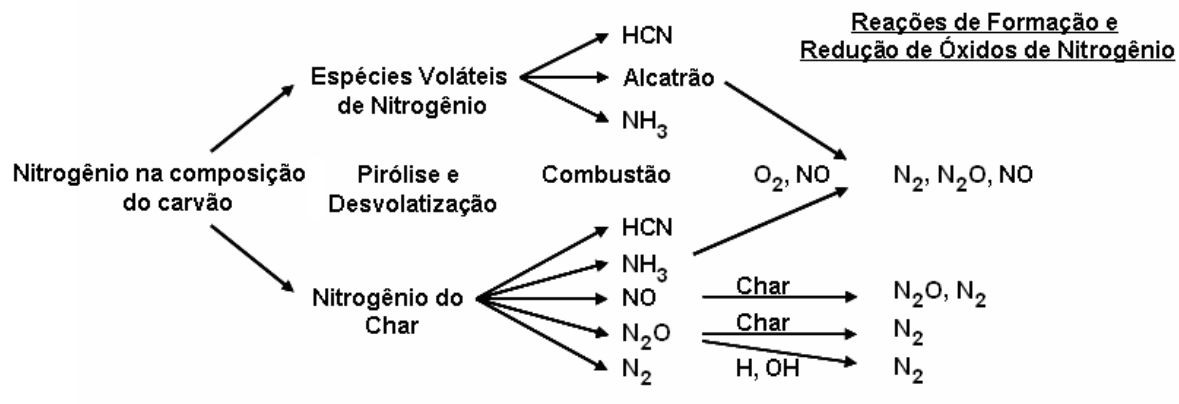 Reações de Formação e
Redução de Óxidos de Nitrogênio
HCN
Espécies Voláteis
de Nitrogênio
Alcatrão
NH3
Nitrogênio na composição
do carvão
Pirólise e
Desvolatização
Combustão
O2, NO
N2, N2O, NO
HCN
NH3
Nitrogênio do
Char
NO
Char
N2O, N2
N2O
Char
N2
H, OH
N2
N2